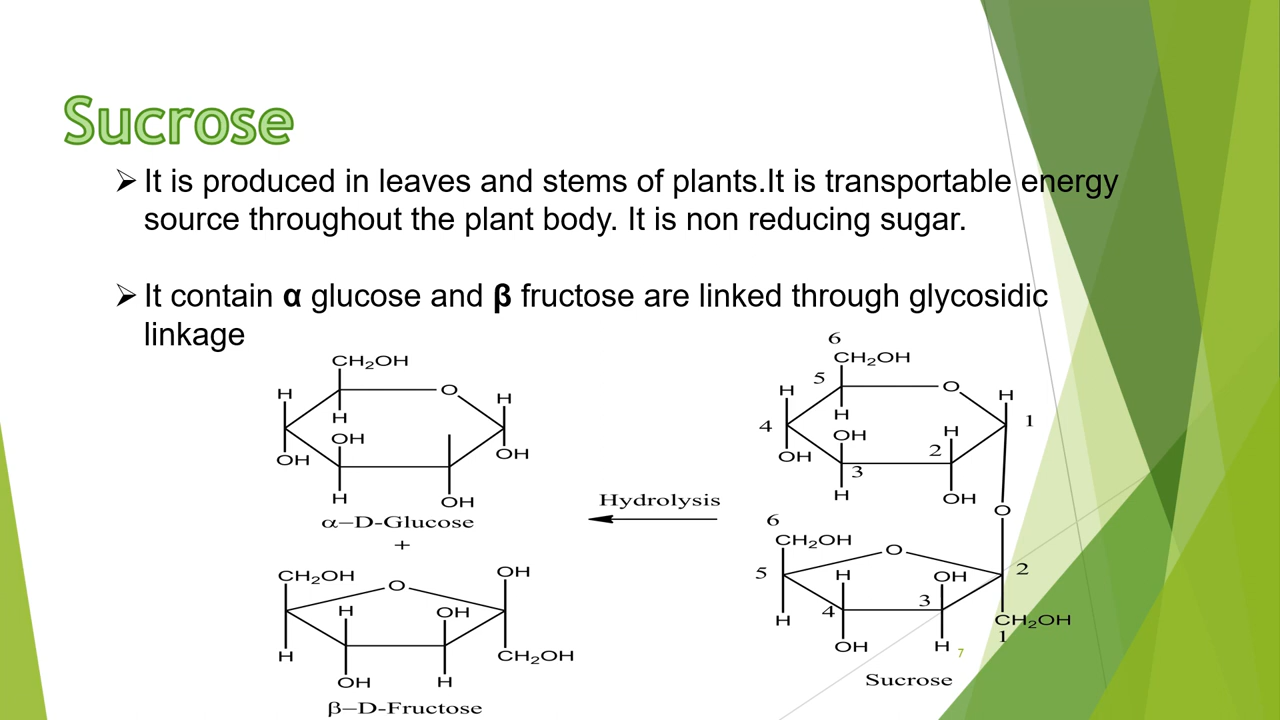 Sucrose
➢ It is produced in leaves and stems of plants.It is transportable energy
source throughout the plant body. It is non reducing sugar.
➢ It contain α glucose and β fructose are linked through glycosidic
linkage
CH₂OH
H
O
H
H
OH
OH
OH
H
OH
α–D-Glucose
+
CH₂OH
O
OH
H
OH
H
OH
H
CH₂OH
β–D-Fructose
Hydrolysis
6
CH₂OH
5
H
O
H
4
H
OH
H
1
OH
3
2
H
OH
O
6
CH₂OH
O
5
H
OH
2
4
3
H
OH
H
CH₂OH
1
Sucrose
7